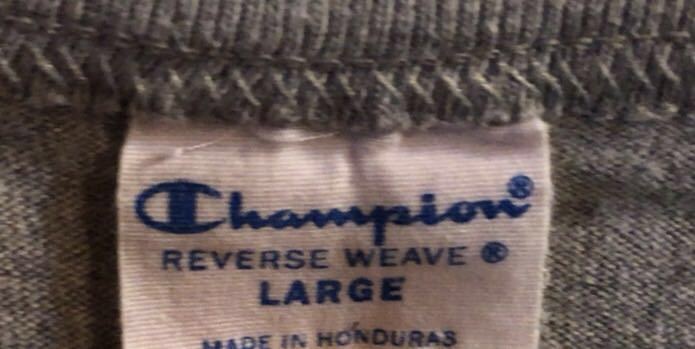 Champion®
REVERSE WEAVE ®
LARGE
MADE IN HONDURAS